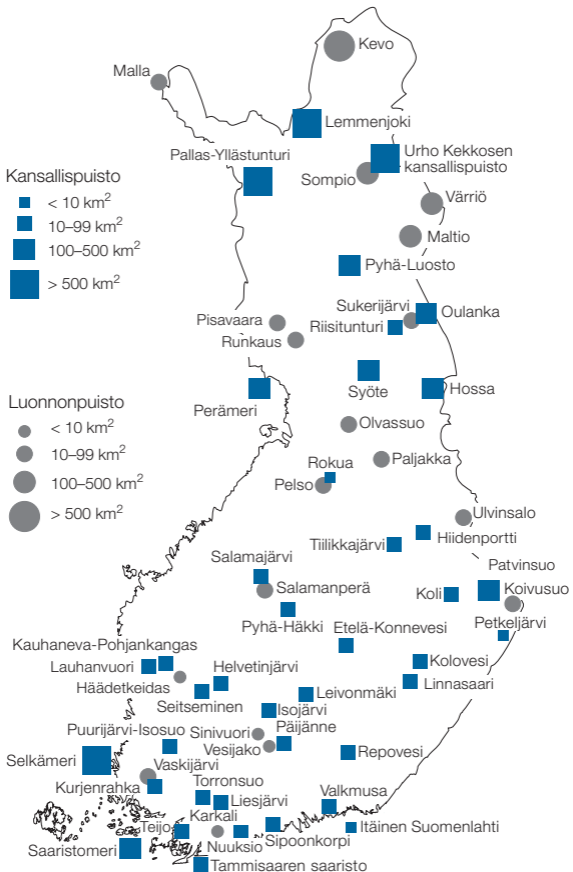 Kevo
Malla
Lemmenjoki
Urho Kekkosen
kansallispuisto
Pallas-Yllästunturi
Sompio
Kansallispuisto
< 10 km²
10–99 km²
100–500 km²
> 500 km²
Värriö
Maltio
Pyhä-Luosto
Sukerijärvi
Oulanka
Pisavaara
Riisitunturi
Runkaus
Syöte
Hossa
Perämeri
Luonnonpuisto
< 10 km²
10–99 km²
100–500 km²
> 500 km²
Olvassuo
Paljakka
Rokua
Pelso
Ulvinsalo
Hiidenportti
Tiilikkajärvi
Patvinsuo
Salamajärvi
Salamanperä
Koli
Koivusuo
Pyhä-Häkki
Petkeljärvi
Etelä-Konnevesi
Kauhaneva-Pohjankangas
Lauhanvuori
Helvetinjärvi
Kolovesi
Häädetkeidas
Linnasaari
Seitseminen
Leivonmäki
Isojärvi
Puurijärvi-Isosuo
Sinivuori
Päijänne
Vesijako
Repovesi
Selkämeri
Vaskijärvi
Kurjenrahka
Torronsuo
Liesjärvi
Valkmusa
Teijo
Karkali
Itäinen Suomenlahti
Sipoonkorpi
Nuuksio
Saaristomeri
Tammisaaren saaristo